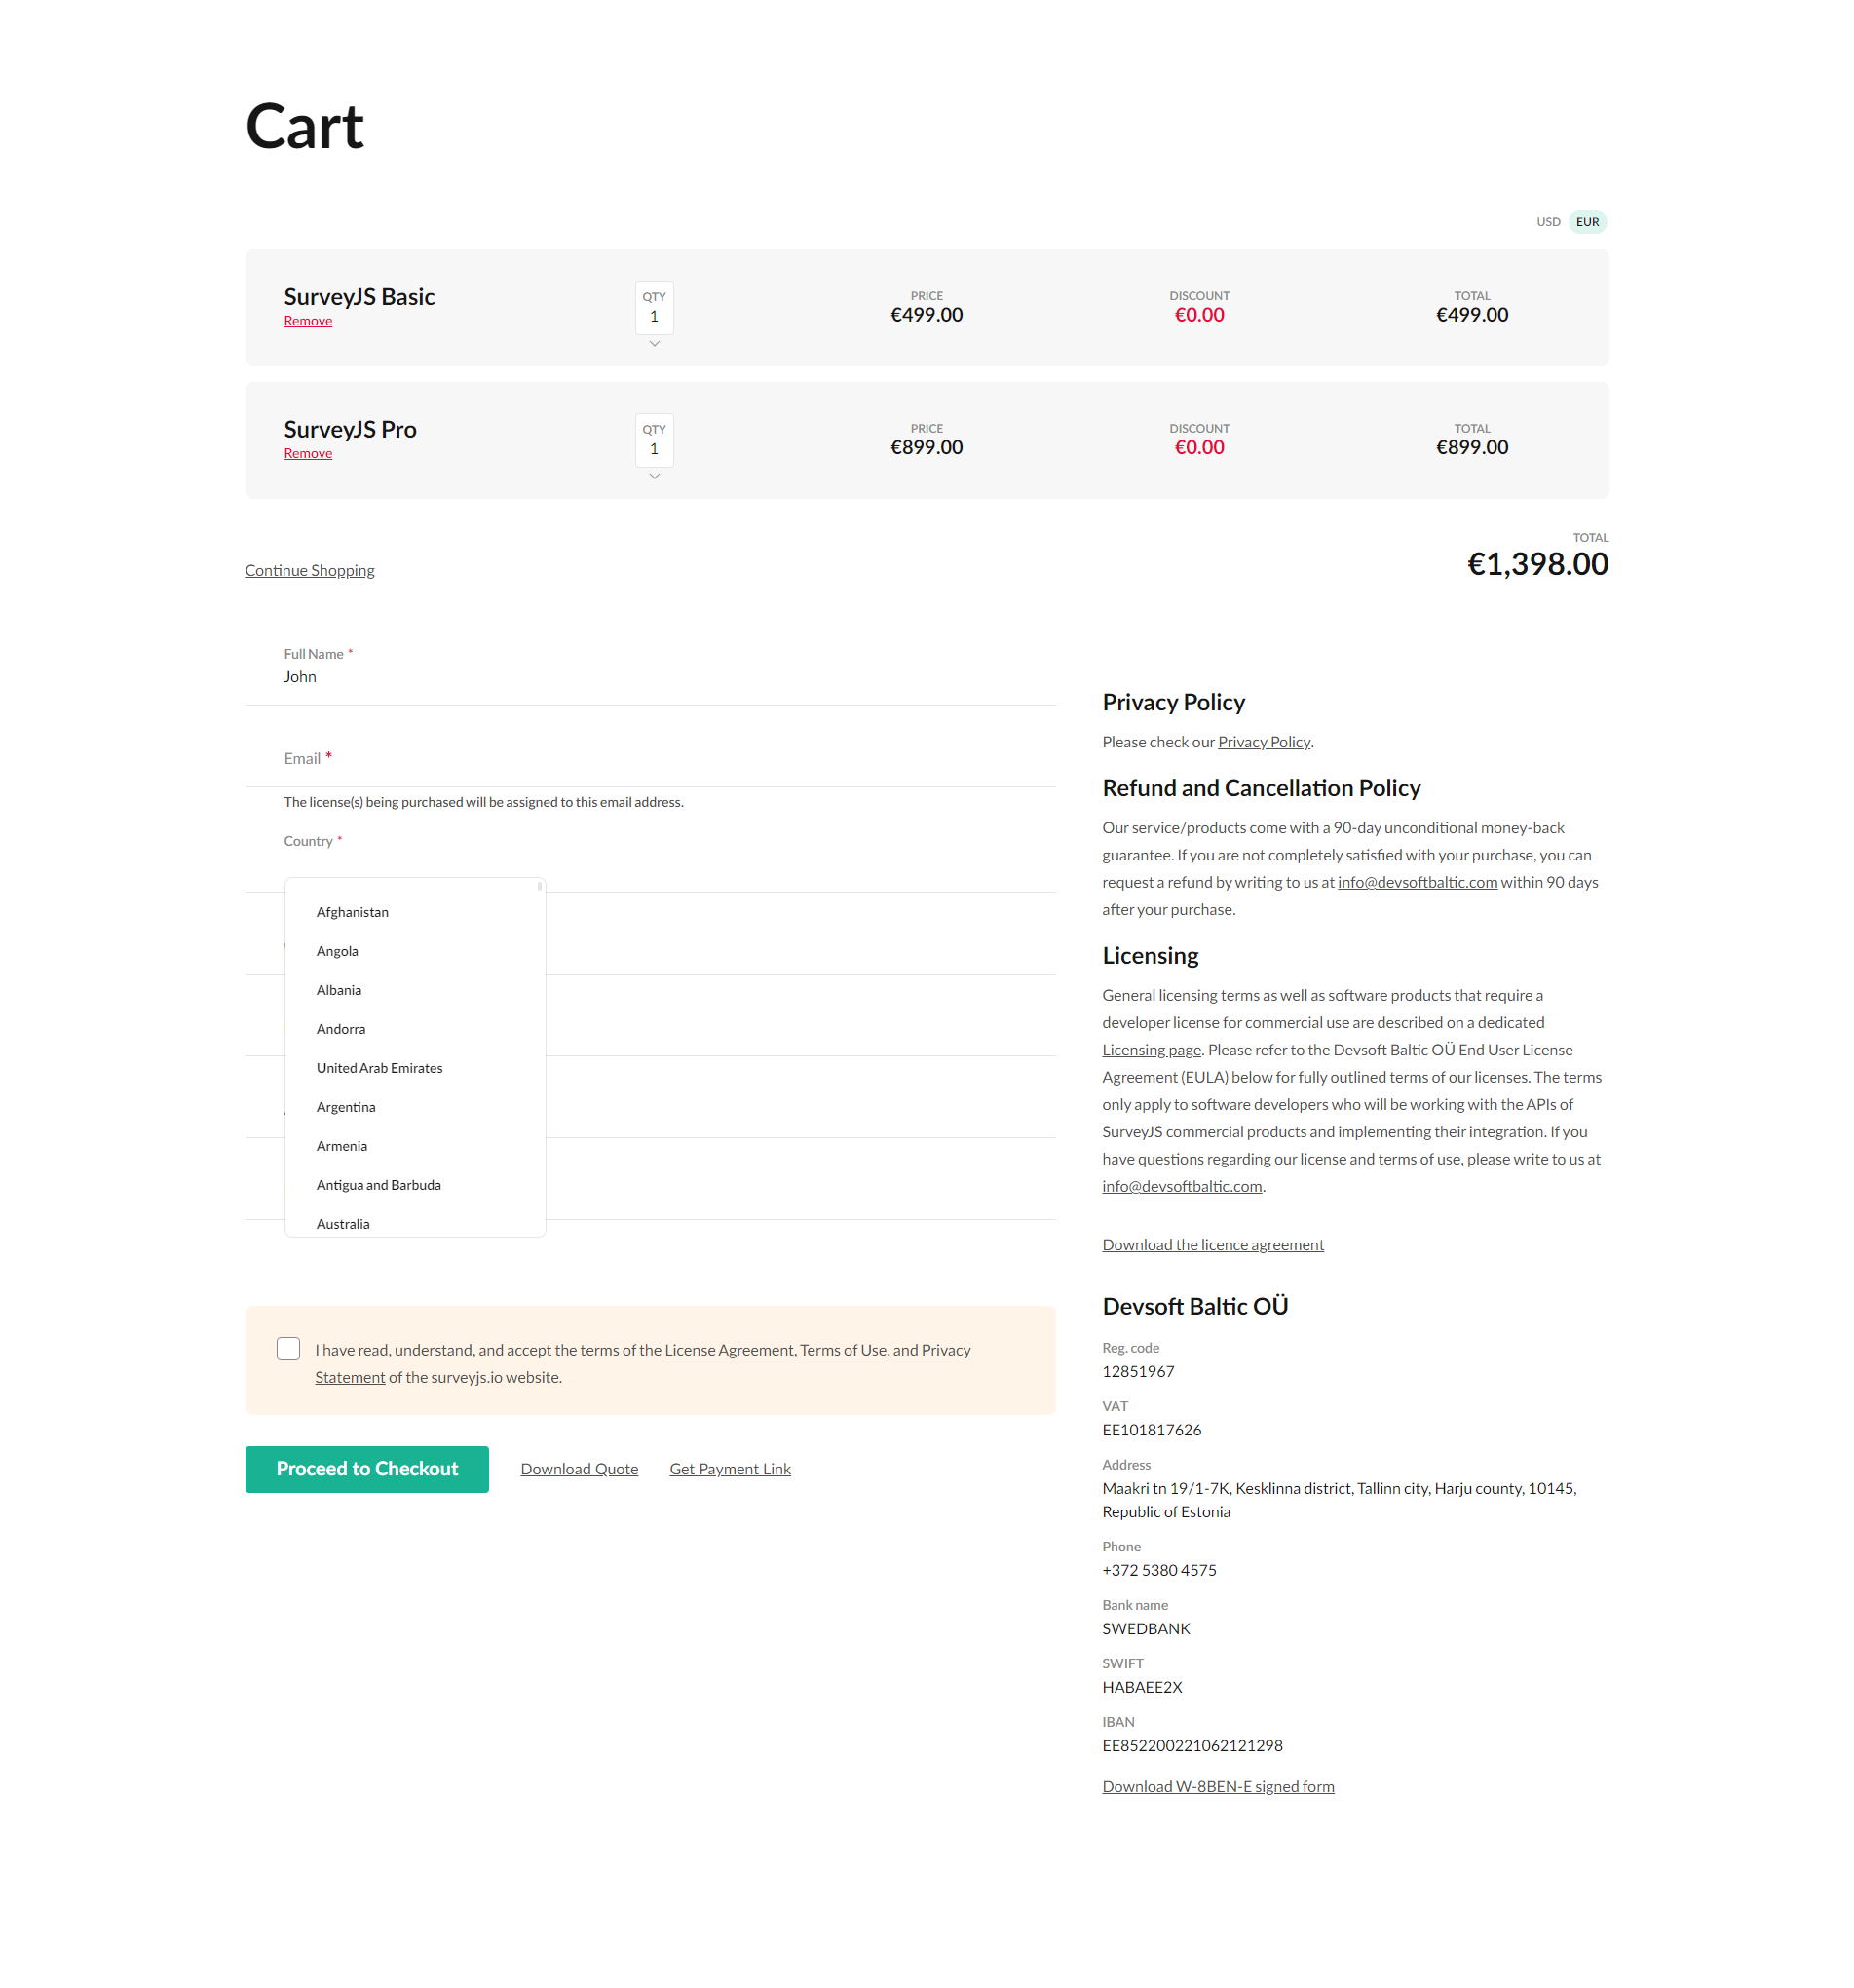 Cart
USD EUR
SurveyJS Basic
Remove
QTY
1
PRICE
€499.00
DISCOUNT
€0.00
TOTAL
€499.00
SurveyJS Pro
Remove
QTY
1
PRICE
€899.00
DISCOUNT
€0.00
TOTAL
€899.00
Continue Shopping
TOTAL
€1,398.00
Full Name *
John
Email *
The license(s) being purchased will be assigned to this email address.
Country *
Afghanistan
Angola
Albania
Andorra
United Arab Emirates
Argentina
Armenia
Antigua and Barbuda
Australia
I have read, understand, and accept the terms of the License Agreement, Terms of Use, and Privacy
Statement of the surveyjs.io website.
Proceed to Checkout
Download Quote
Get Payment Link
Privacy Policy
Please check our Privacy Policy.
Refund and Cancellation Policy
Our service/products come with a 90-day unconditional money-back
guarantee. If you are not completely satisfied with your purchase, you can
request a refund by writing to us at info@devsoftbaltic.com within 90 days
after your purchase.
Licensing
General licensing terms as well as software products that require a
developer license for commercial use are described on a dedicated
Licensing page. Please refer to the Devsoft Baltic OÜ End User License
Agreement (EULA) below for fully outlined terms of our licenses. The terms
only apply to software developers who will be working with the APIs of
SurveyJS commercial products and implementing their integration. If you
have questions regarding our license and terms of use, please write to us at
info@devsoftbaltic.com.
Download the licence agreement
Devsoft Baltic OÜ
Reg. code
12851967
VAT
EE101817626
Address
Maakri tn 19/1-7K, Kesklinna district, Tallinn city, Harju county, 10145,
Republic of Estonia
Phone
+372 5380 4575
Bank name
SWEDBANK
SWIFT
HABAEE2X
IBAN
EE852200221062121298
Download W-8BEN-E signed form